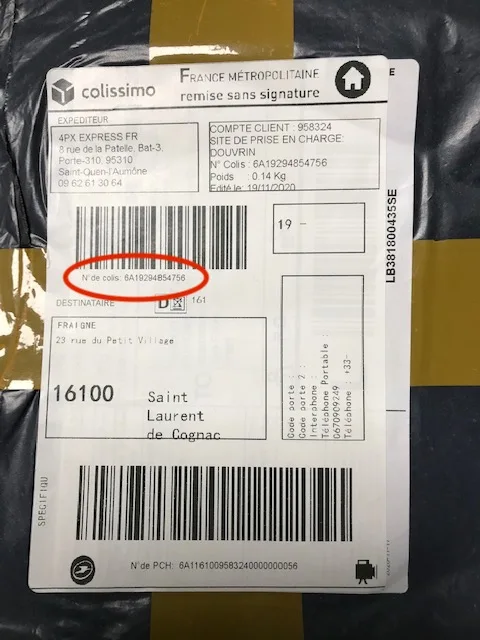 colissimo
FRANCE MÉTROPOLITAINE
remise sans signature
E
EXPEDITEUR
4PX EXPRESS FR
8 rue de la Patelle, Bat-3.
Porte-310. 95310
Saint-Quen-l'Aumône
09 62 61 30 64
COMPTE CLIENT : 958324
SITE DE PRISE EN CHARGE:
DOUVRIN
N° Colis : 6A19294854756
Poids : 0.14 Kg
Edité le: 19/11/2020
19 -
LB381800435SE
N° de colis: 6A19294854756
DESTINATAIRE
D
161
FRAIGNE
23 rue du Petit Village
16100
Saint
Laurent
de Cognac
Code porte :
Code porte 2 :
Interphone :
Téléphone Portable :
0670909249
Téléphone : +33-
SPECIFIQU
N°de PCH: 6A1161009583240000000056